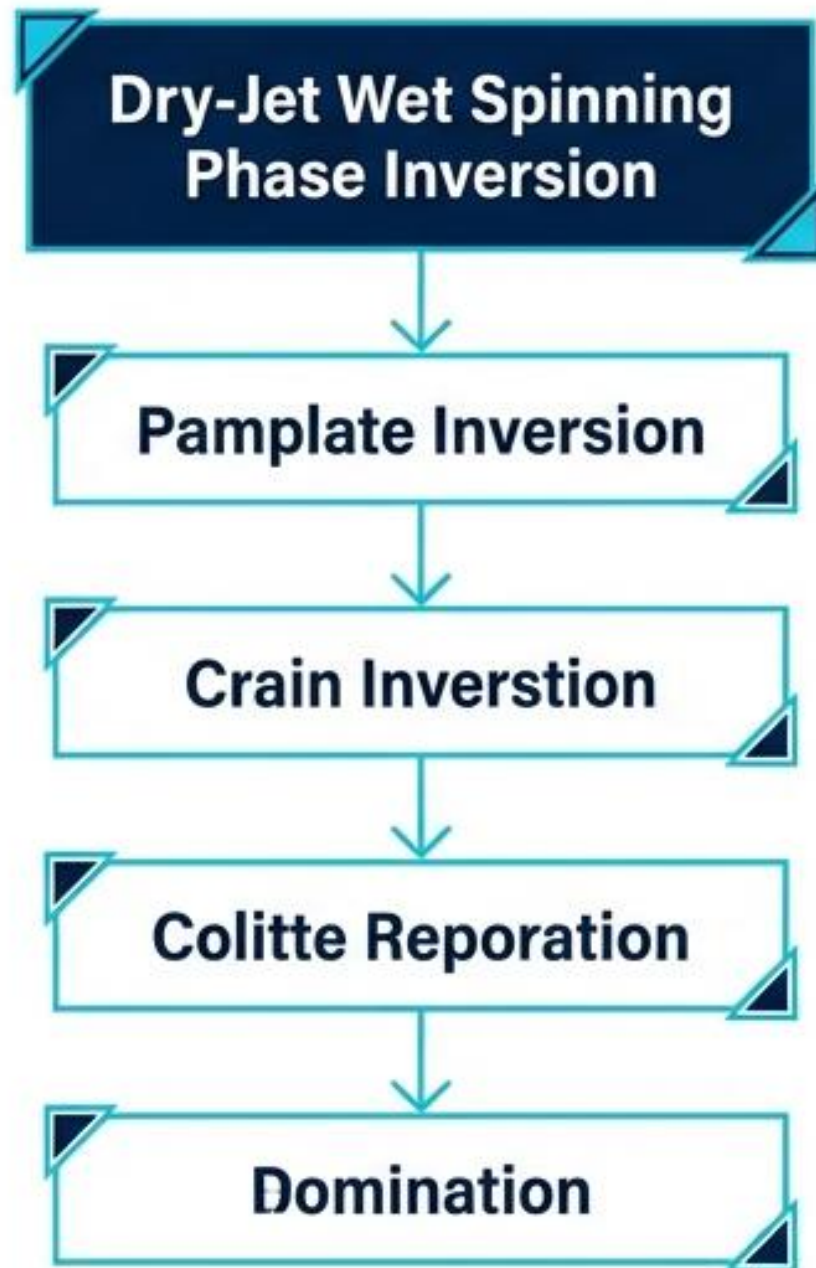 Dry-Jet Wet Spinning
Phase Inversion
Pamplate Inversion
Crain Inverstion
Colitte Reporation
Domination